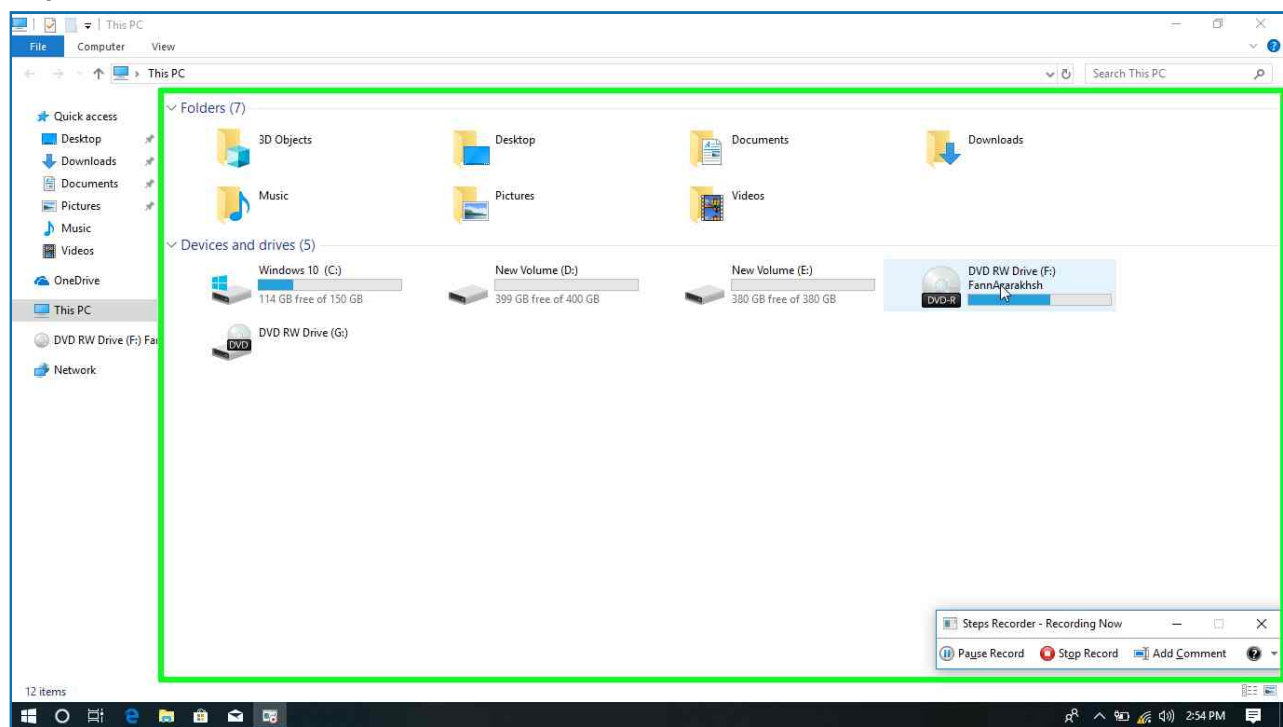 This PC
File Computer View
This PC
Search This PC
Quick access
Desktop
Downloads
Documents
Pictures
Music
Videos
OneDrive
This PC
DVD RW Drive (F:) Fa
Network
Folders (7)
3D Objects
Desktop
Documents
Downloads
Music
Pictures
Videos
Devices and drives (5)
Windows 10 (C:)
114 GB free of 150 GB
New Volume (D:)
399 GB free of 400 GB
New Volume (E:)
380 GB free of 380 GB
DVD RW Drive (F:)
DVD-R
DVD RW Drive (G:)
DVD
Steps Recorder - Recording Now
Pause Record Stop Record Add Comment
12 items
2:54 PM